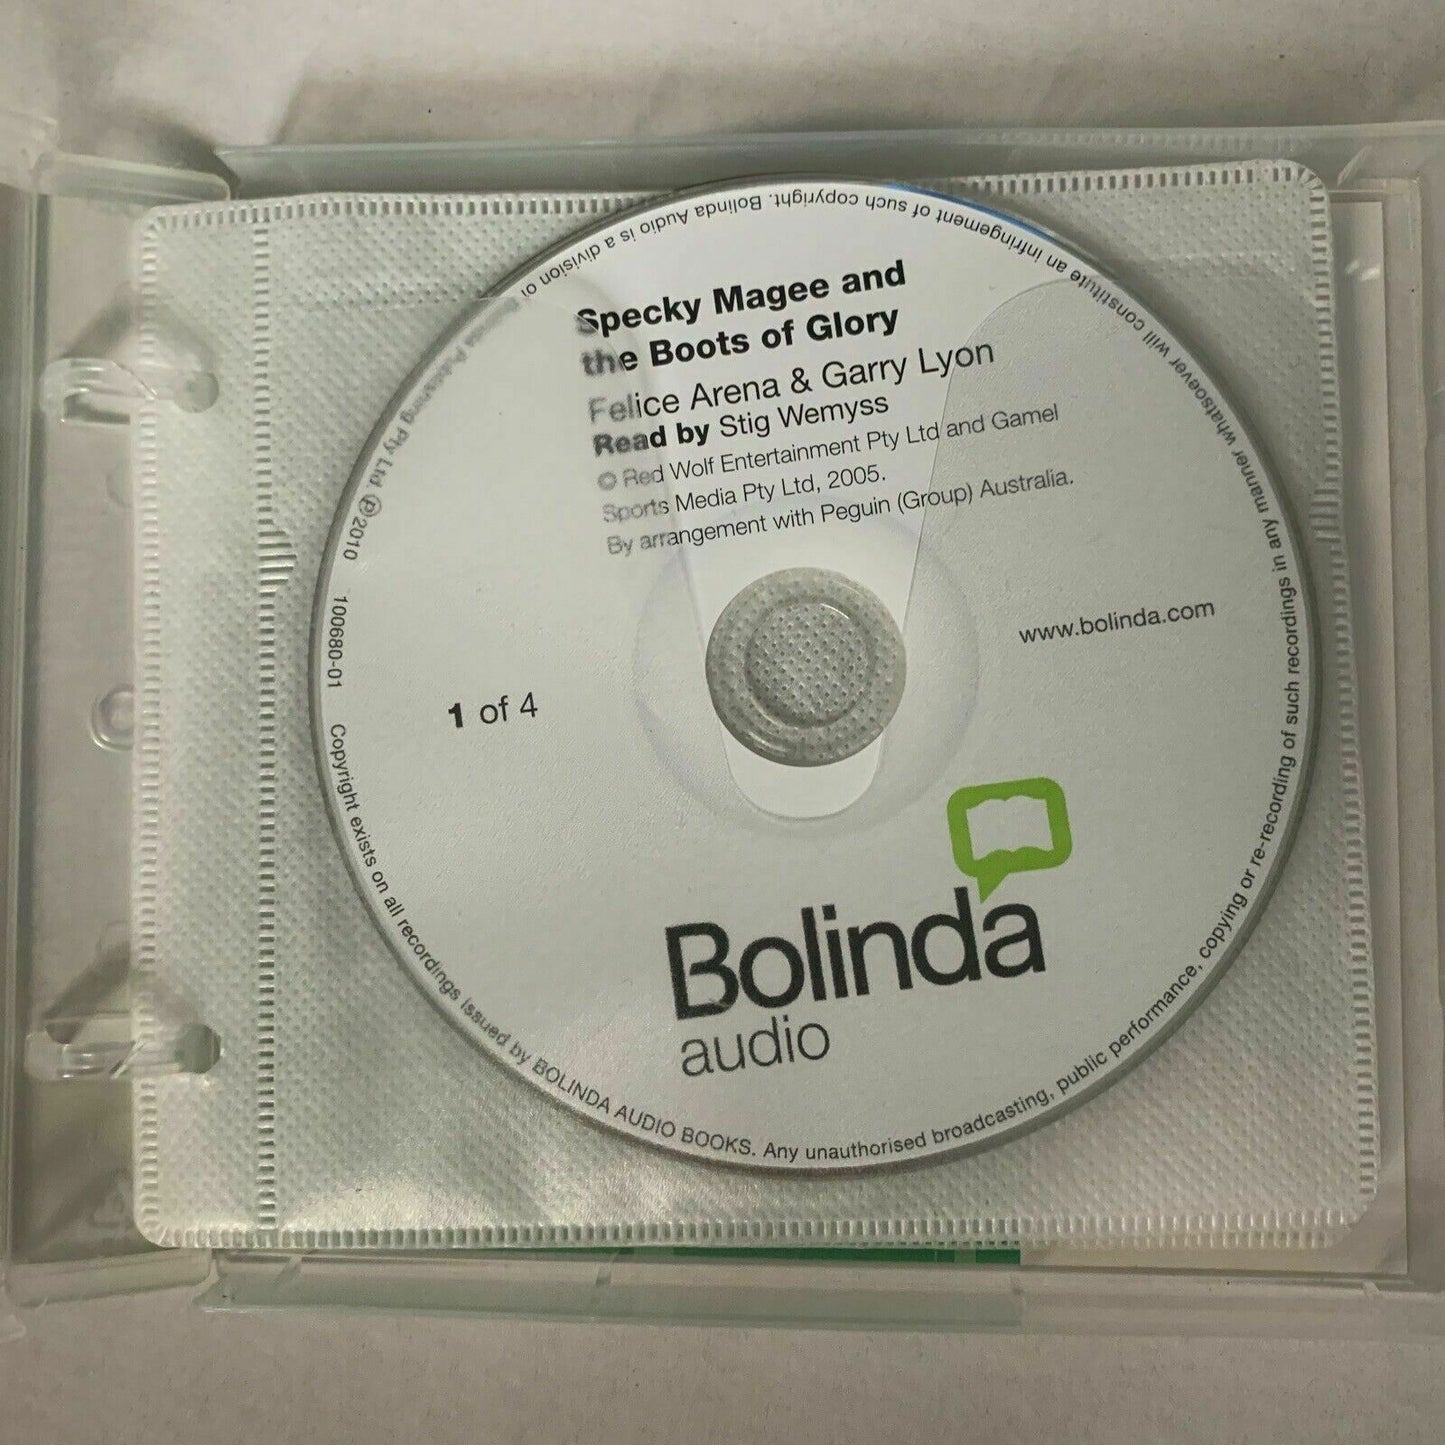 Specky Magee and
the Boots of Glory
Felice Arena & Garry Lyon
Read by Stig Wemyss
© Red Wolf Entertainment Pty Ltd and Gamel
Sports Media Pty Ltd, 2005.
By arrangement with Peguin (Group) Australia.
www.bolinda.com
1 of 4
Bolinda
audio
100680-01 Copyright exists on all recordings issued by BOLINDA AUDIO BOOKS. Any unauthorised broadcasting, public performance, copying or re-recording of such recordings in any manner whatsoever will constitute an infringement of such copyright. Bolinda Audio is a division of Publishing Pty Ltd ℗2010